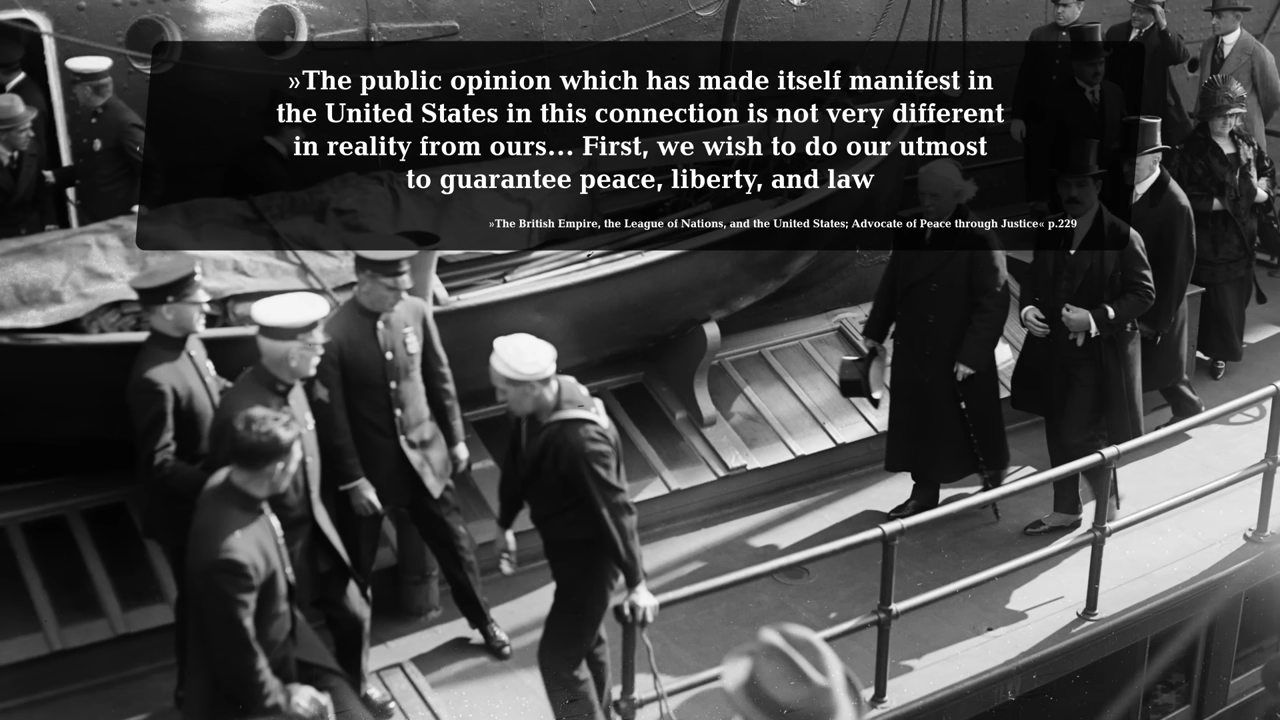 »The public opinion which has made itself manifest in
the United States in this connection is not very different
in reality from ours... First, we wish to do our utmost
to guarantee peace, liberty, and law
»The British Empire, the League of Nations, and the United States; Advocate of Peace through Justice« p.229